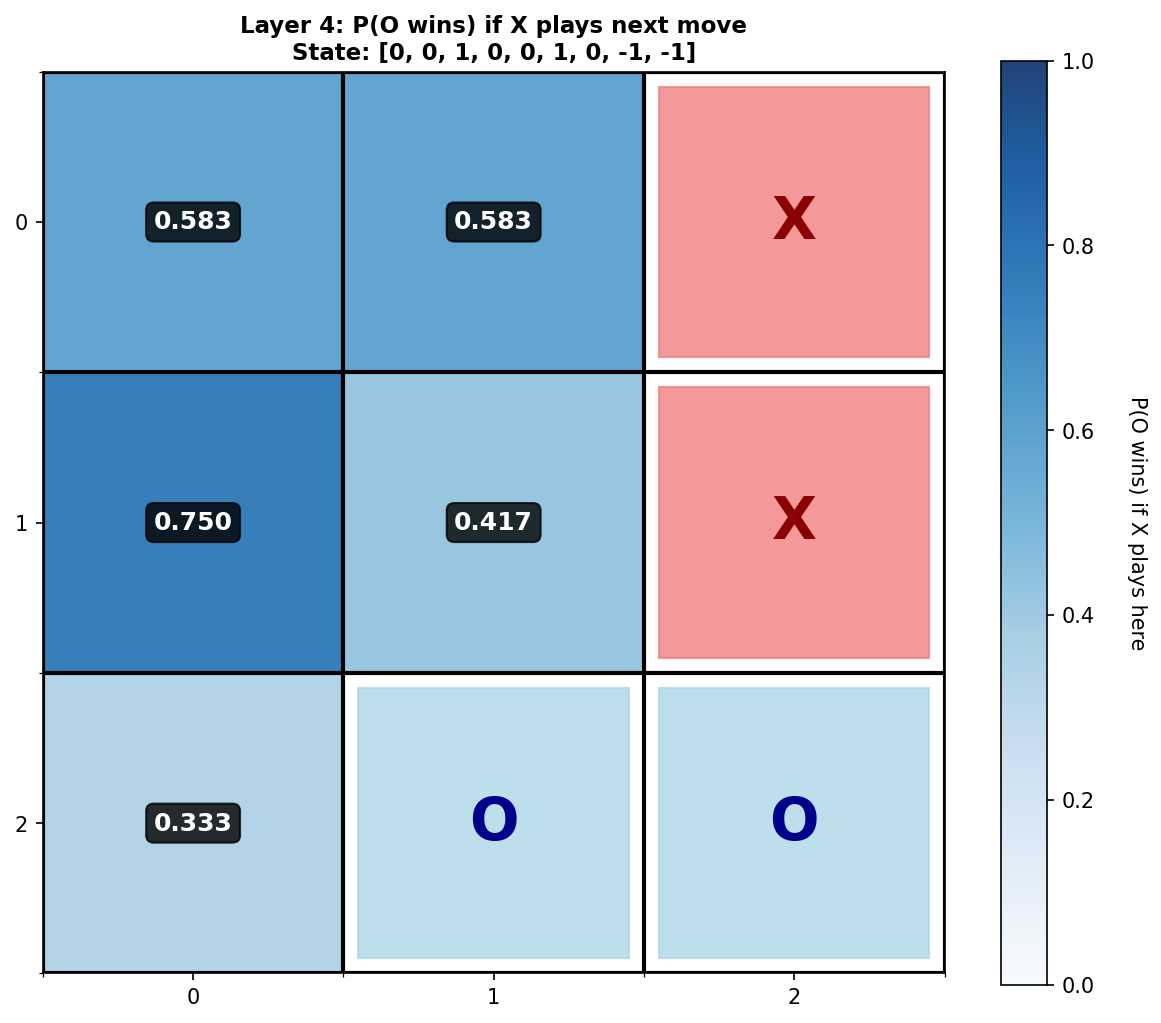 Layer 4: P(O wins) if X plays next move
State: [0, 0, 1, 0, 0, 1, 0, -1, -1]
0
0.583
0.583
X
1
0.750
0.417
X
2
0.333
O
O
0
1
2
1.0
0.8
0.6
0.4
0.2
0.0
P(O wins) if X plays here